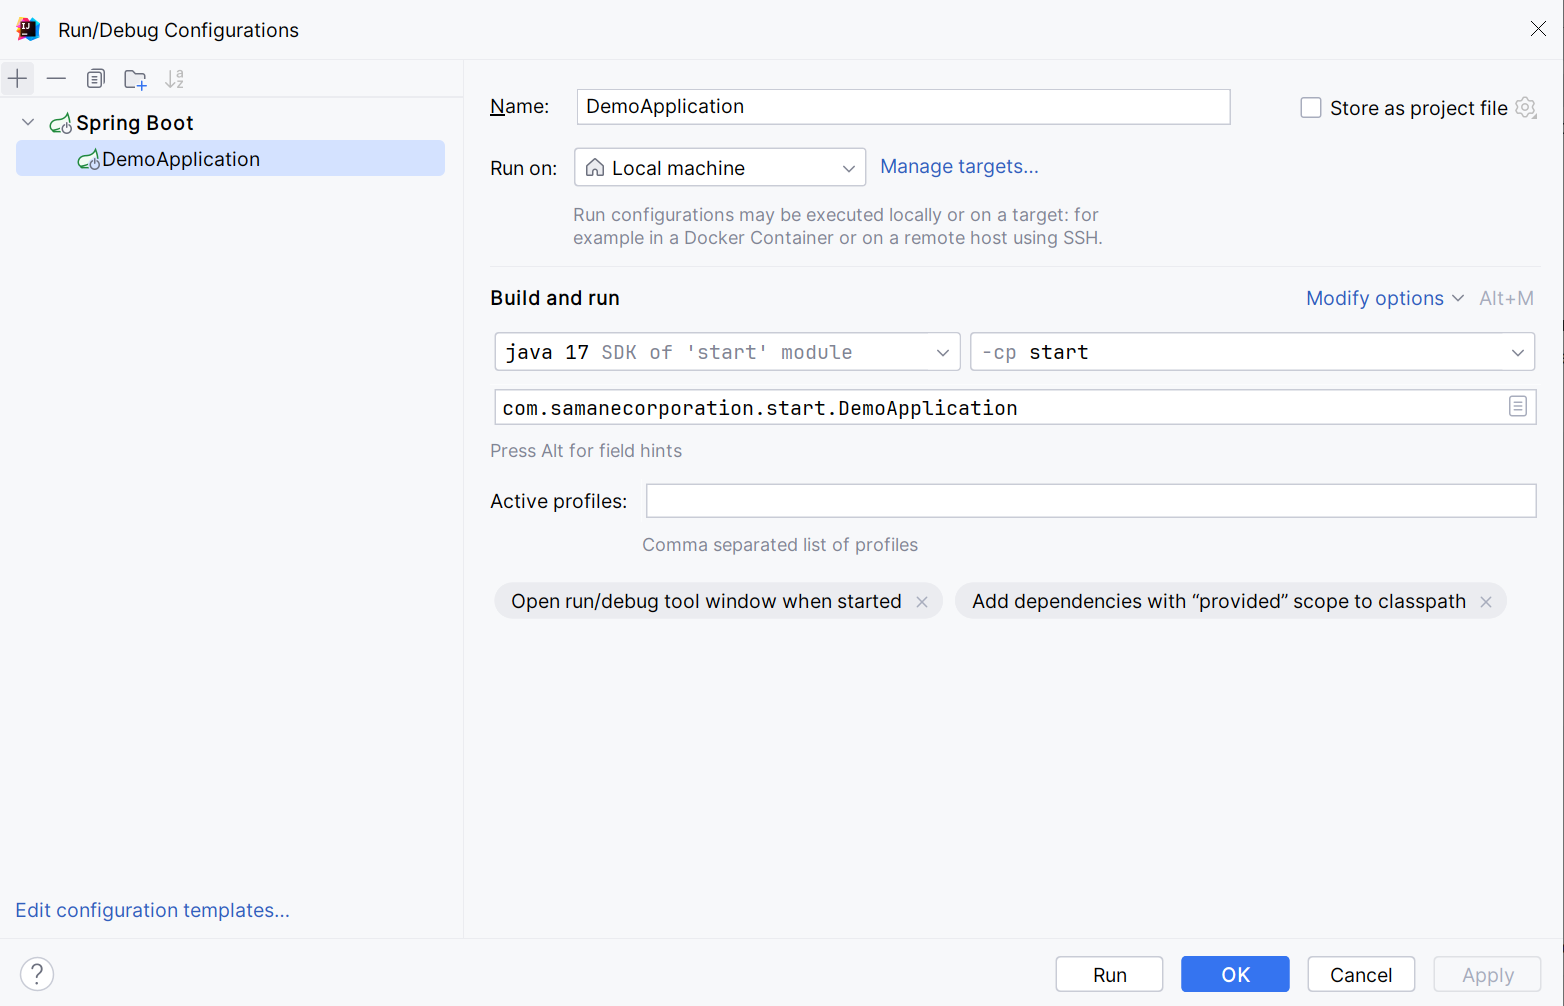 Run/Debug Configurations
Spring Boot
DemoApplication
Edit configuration templates...
Name: DemoApplication
Store as project file
Run on: Local machine Manage targets...
Run configurations may be executed locally or on a target: for
example in a Docker Container or on a remote host using SSH.
Build and run
Modify options Alt+M
java 17 SDK of 'start' module
-cp start
com.samanecorporation.start.DemoApplication
Press Alt for field hints
Active profiles:
Comma separated list of profiles
Open run/debug tool window when started
Add dependencies with “provided” scope to classpath
? Run OK Cancel Apply